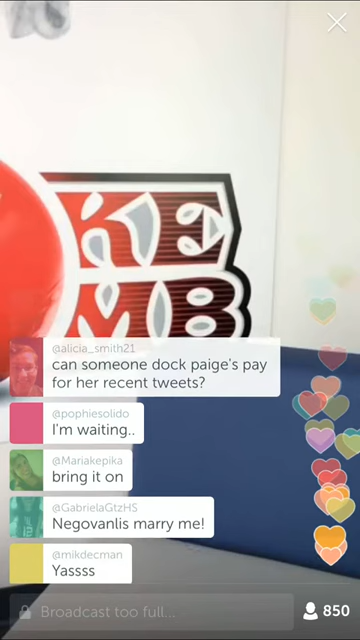 KE
MB
@alicia_smith21
can someone dock paige's pay
for her recent tweets?
@pophiesolido
I'm waiting..
@Mariakepika
bring it on
@GabrielaGtzHS
Negovanlis marry me!
@mikdecman
Yassss
Broadcast too full...
850